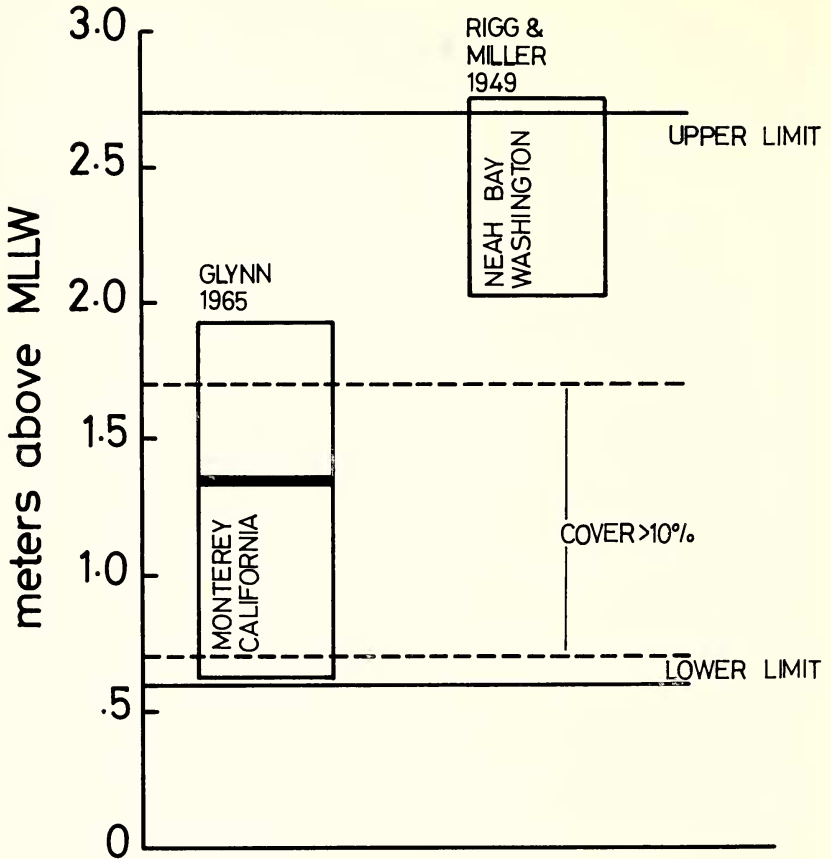 3.0
RIGG &
MILLER
1949
UPPER LIMIT
2.5
NEAH BAY
WASHINGTON
meters above MLLW
GLYNN
1965
2.0
1.5
COVER>10%
MONTEREY
CALIFORNIA
1.0
LOWER LIMIT
.5
0